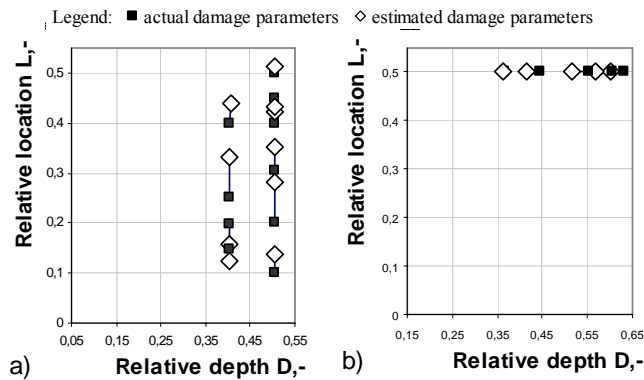 Legend: actual damage parameters estimated damage parameters
Relative location L,-
0,5
0,4
0,3
0,2
0,1
0
0,05 0,15 0,25 0,35 0,45 0,55
a) Relative depth D,-
Relative location L,-
0,5
0,4
0,3
0,2
0,1
0
0,15 0,25 0,35 0,45 0,55 0,65
b) Relative depth D,-